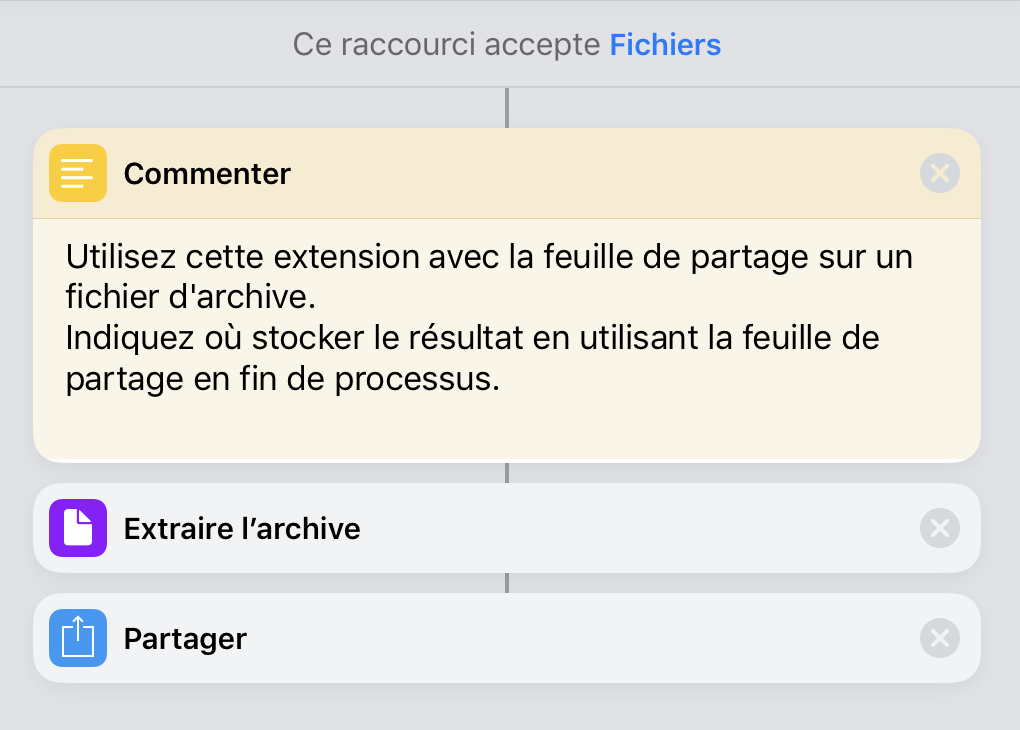 Ce raccourci accepte Fichiers
Commenter
Utilisez cette extension avec la feuille de partage sur un
fichier d'archive.
Indiquez où stocker le résultat en utilisant la feuille de
partage en fin de processus.
Extraire l’archive
Partager